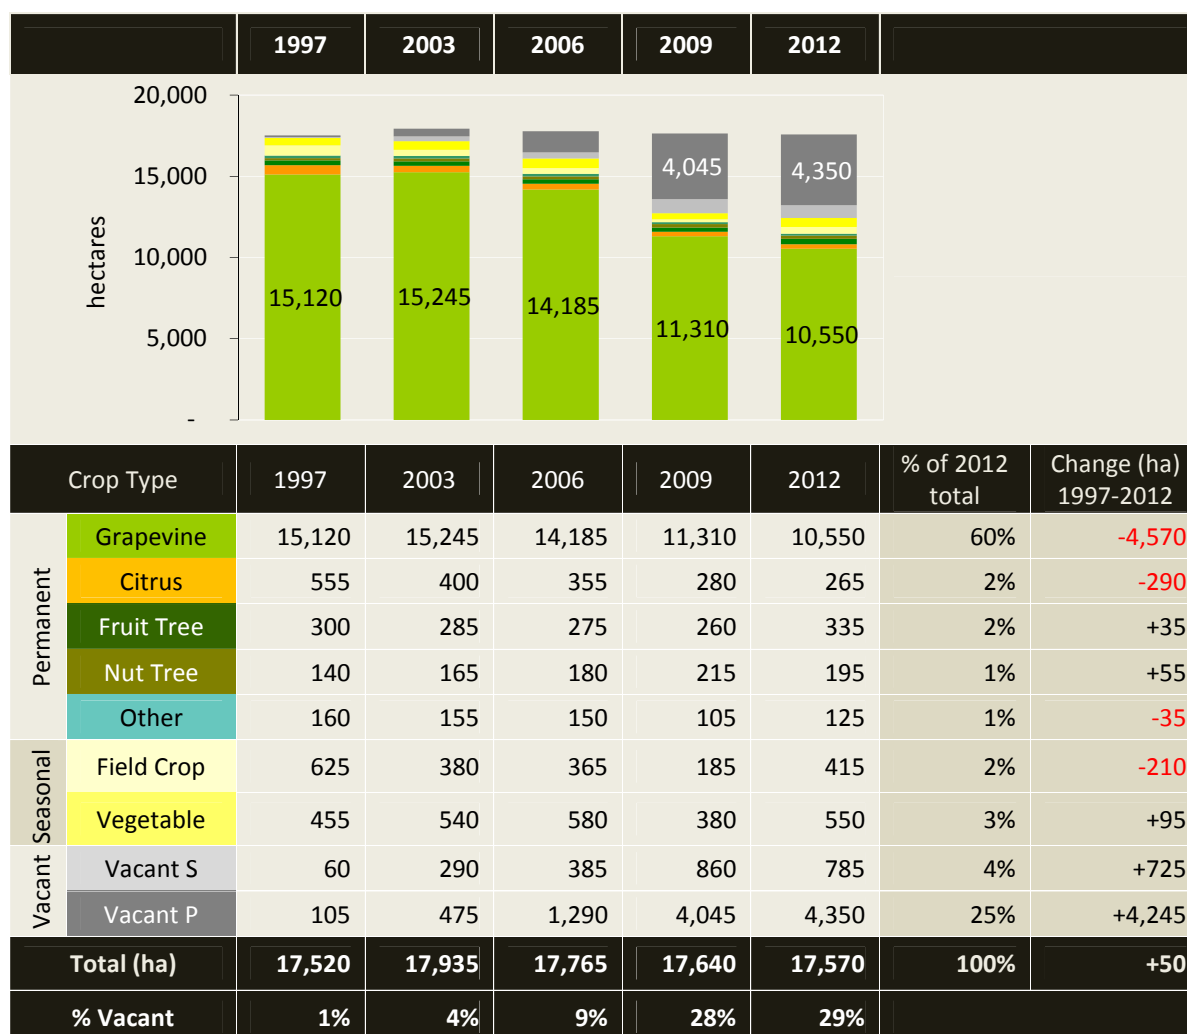 1997 2003 2006 2009 2012
20,000
15,000
10,000
5,000
-
hectares
4,045 4,350
15,120 15,245 14,185 11,310 10,550
Crop Type 1997 2003 2006 2009 2012 % of 2012 total Change (ha) 1997-2012
Permanent
Grapevine 15,120 15,245 14,185 11,310 10,550 60% -4,570
Citrus 555 400 355 280 265 2% -290
Fruit Tree 300 285 275 260 335 2% +35
Nut Tree 140 165 180 215 195 1% +55
Other 160 155 150 105 125 1% -35
Seasonal
Field Crop 625 380 365 185 415 2% -210
Vegetable 455 540 580 380 550 3% +95
Vacant
Vacant S 60 290 385 860 785 4% +725
Vacant P 105 475 1,290 4,045 4,350 25% +4,245
Total (ha) 17,520 17,935 17,765 17,640 17,570 100% +50
% Vacant 1% 4% 9% 28% 29%